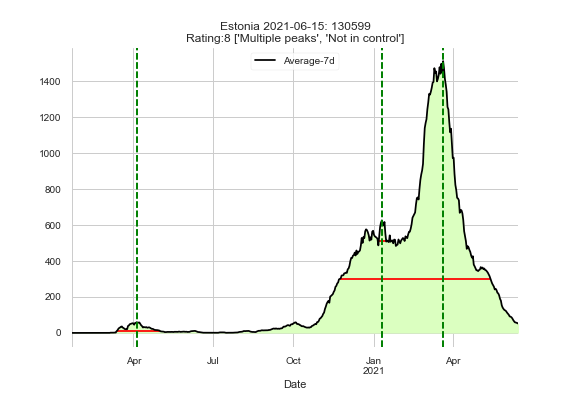 Estonia 2021-06-15: 130599
Rating:8 ['Multiple peaks', 'Not in control']
Average-7d
1400
1200
1000
800
600
400
200
0
Apr Jul Oct Jan Apr
2021
Date